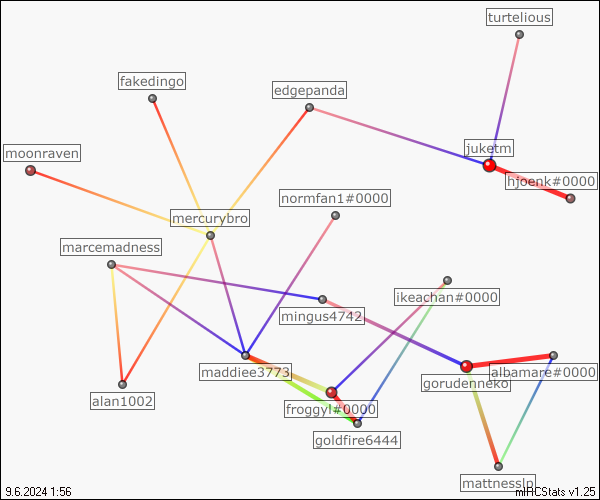 turtelious
fakedingo
edgepanda
juketm
moonraven
hjoenk#0000
normfan1#0000
mercurybro
marcemadness
ikeachan#0000
mingus4742
maddiee3773
albamare#0000
gorudenneko
alan1002
froggyl#0000
goldfire6444
mattnesslp
9.6.2024 1:56
mIRCStats v1.25